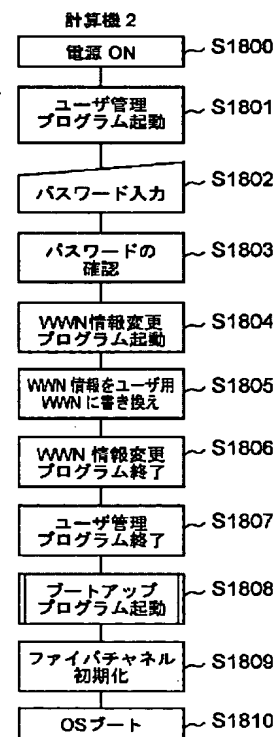 計算機 2
電源 ON
S1800
ユーザ管理
プログラム起動
S1801
パスワード入力
S1802
パスワードの
確認
S1803
WWN情報変更
プログラム起動
S1804
WWN 情報をユーザ用
WWN に書き換え
S1805
WWN 情報変更
プログラム終了
S1806
ユーザ管理
プログラム終了
S1807
ブートアップ
プログラム起動
S1808
ファイバチャネル
初期化
S1809
OSブート
S1810